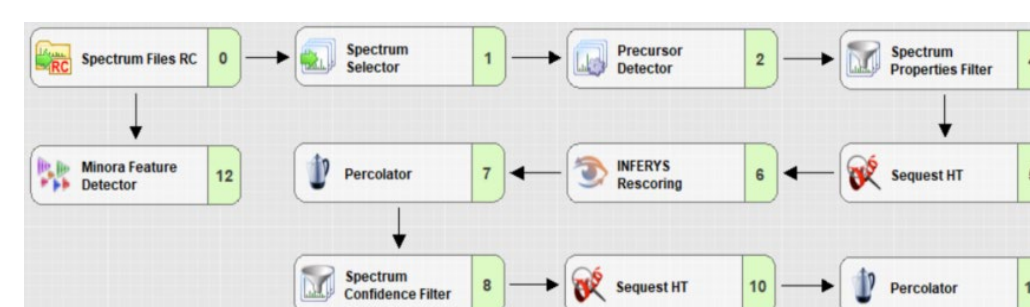 Spectrum Files RC 0
RC
Spectrum
Selector
1
Precursor
Detector
2
Spectrum
Properties Filter
Minora Feature
Detector
12
Percolator 7
INFERYS
Rescoring
6
Sequest HT
Spectrum
Confidence Filter
8
Sequest HT 10
Percolator